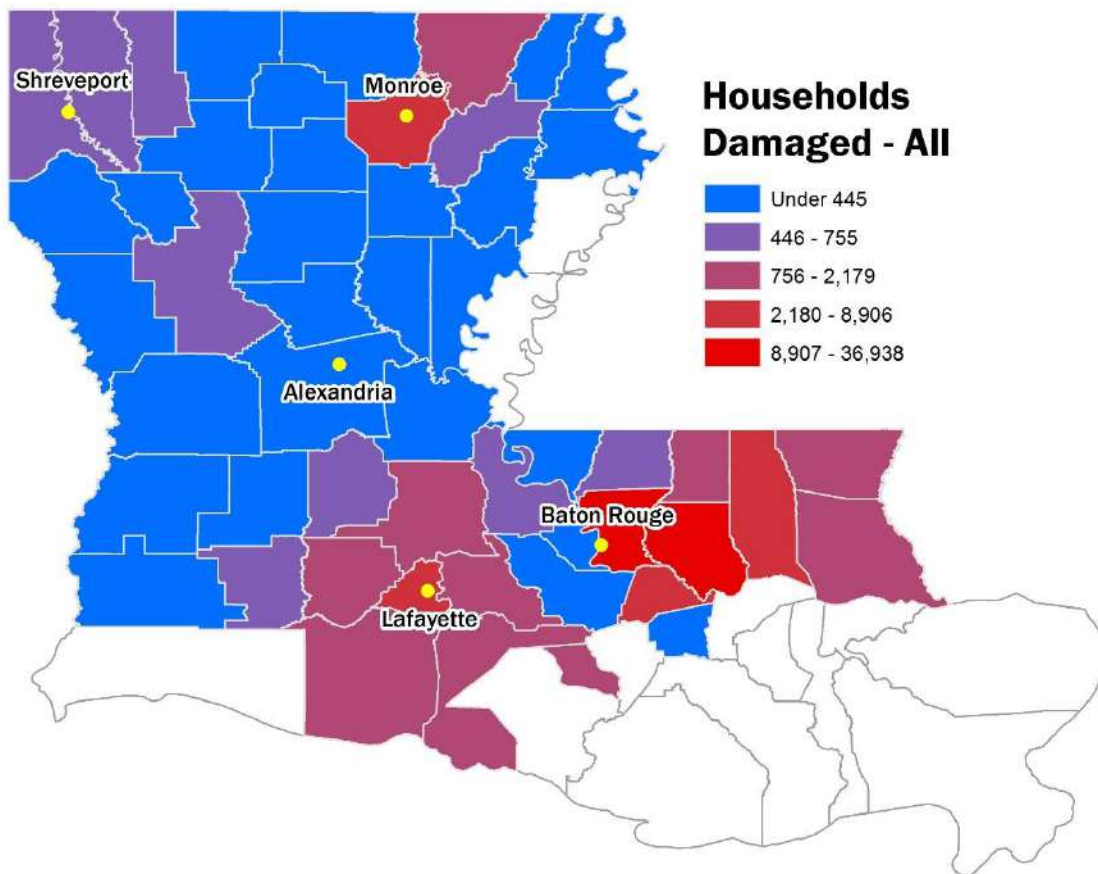 Shreveport
Monroe
Households
Damaged - All
Under 445
446 - 755
756 - 2,179
2,180 - 8,906
8,907 - 36,938
Alexandria
Baton Rouge
Lafayette